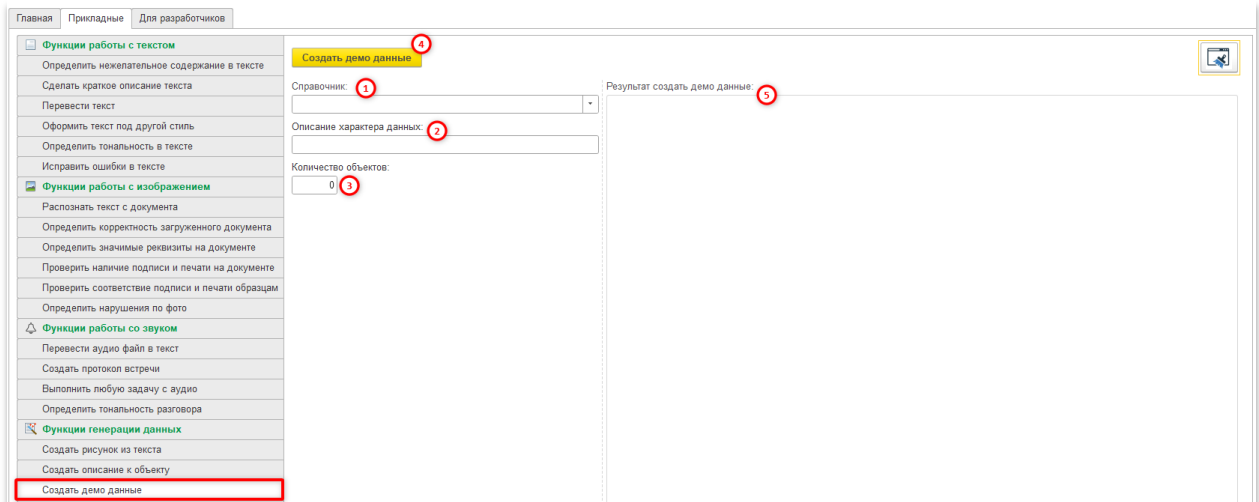 Главная Прикладные Для разработчиков
Функции работы с текстом
Определить нежелательное содержание в тексте
Сделать краткое описание текста
Перевести текст
Оформить текст под другой стиль
Определить тональность в тексте
Исправить ошибки в тексте
Функции работы с изображением
Распознать текст с документа
Определить корректность загруженного документа
Определить значимые реквизиты на документе
Проверить наличие подписи и печати на документе
Проверить соответствие подписи и печати образцам
Определить нарушения по фото
Функции работы со звуком
Перевести аудио файл в текст
Создать протокол встречи
Выполнить любую задачу с аудио
Определить тональность разговора
Функции генерации данных
Создать рисунок из текста
Создать описание к объекту
Создать демо данные
Создать демо данные 4
Справочник: 1
Описание характера данных: 2
Количество объектов:
0 3
Результат создать демо данные: 5